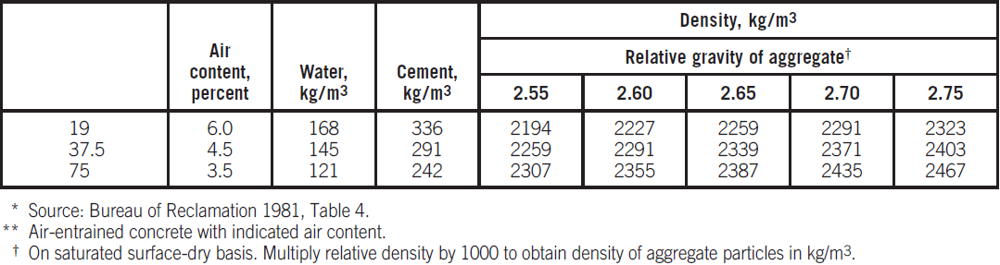 Density, kg/m3
Air content, percent Water, kg/m3 Cement, kg/m3 Relative gravity of aggregate†
2.55 2.60 2.65 2.70 2.75
19 6.0 168 336 2194 2227 2259 2291 2323
37.5 4.5 145 291 2259 2291 2339 2371 2403
75 3.5 121 242 2307 2355 2387 2435 2467
* Source: Bureau of Reclamation 1981, Table 4.
** Air-entrained concrete with indicated air content.
† On saturated surface-dry basis. Multiply relative density by 1000 to obtain density of aggregate particles in kg/m3.